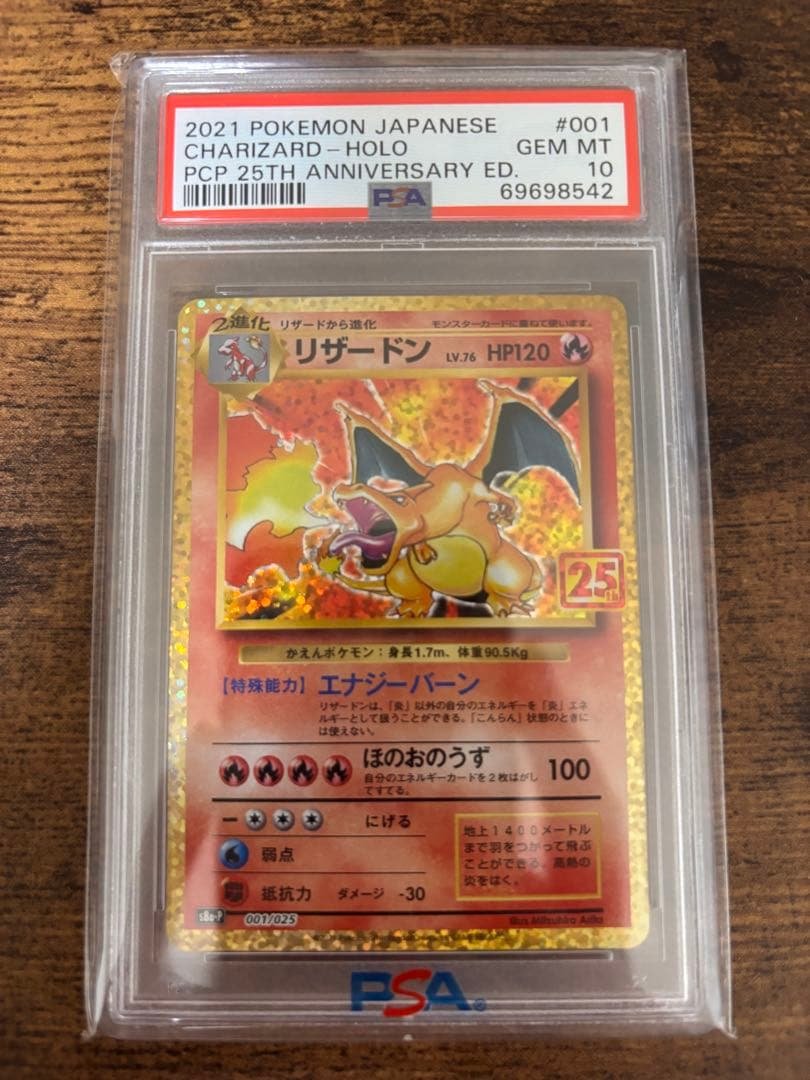 2021 POKEMON JAPANESE #001
CHARIZARD-HOLO GEM MT
PCP 25TH ANNIVERSARY ED. 10
PSA 69698542
2進化 リザードから進化 モンスターカードに重ねて使います。
リザードン LV.76 HP120
25th
かえんポケモン：身長1.7m、体重90.5Kg
【特殊能力】 エナジーバーン
リザードンは、「炎」以外の自分のエネルギーを「炎」エネ
ルギーとして扱うことができる。「こんらん」状態のときに
は使えない。
ほのおのうず 100
自分のエネルギーカードを2枚はがし
てすてる。
ー にげる
弱点
抵抗力 ダメージ -30
地上1400メートル
まで羽をつかって飛ぶ
ことができる。高熱の
炎をはく。
s8a-P 001/025 Illus. Mitsuhiro Arita
PSA®